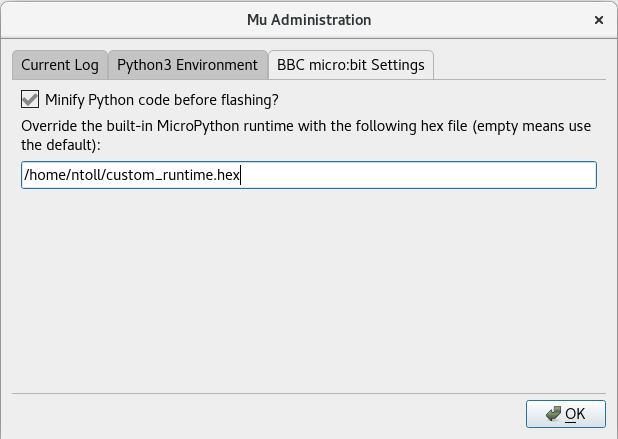 Mu Administration
Current Log
Python3 Environment
BBC micro:bit Settings
Minify Python code before flashing?
Override the built-in MicroPython runtime with the following hex file (empty means use
the default):
/home/ntoll/custom_runtime.hex
OK